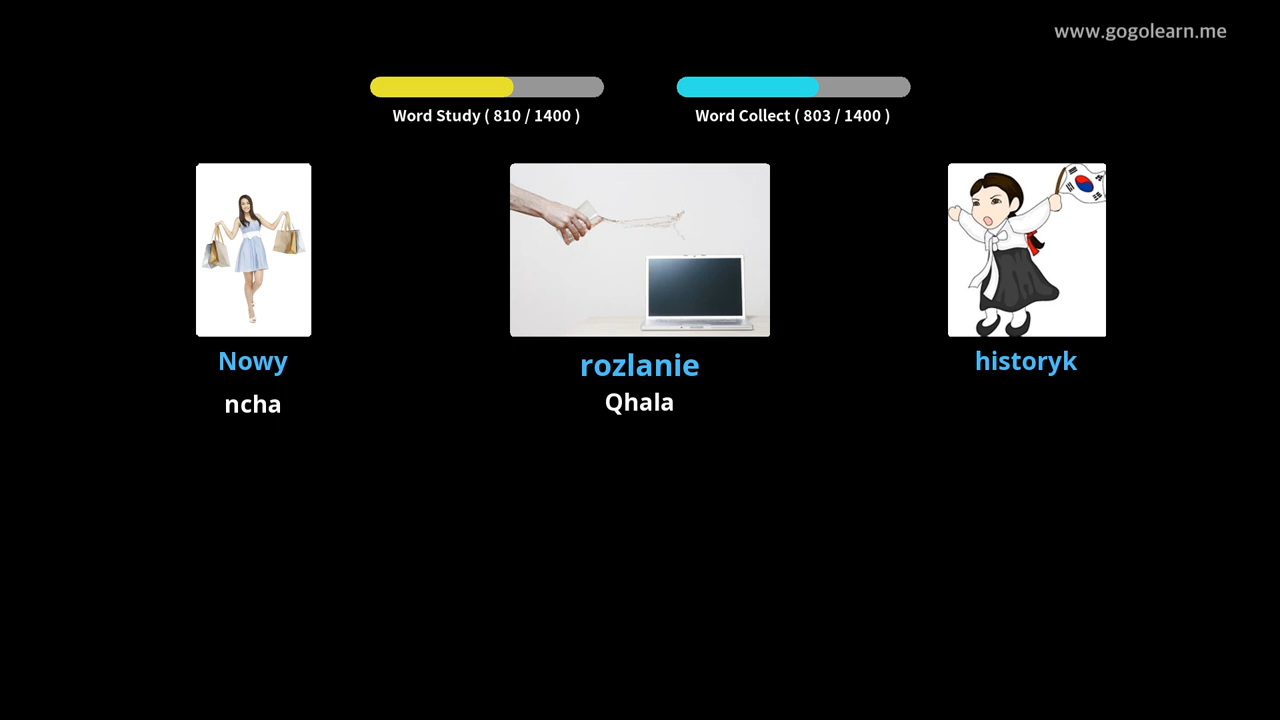 www.gogolearn.me
Word Study ( 810 / 1400 )
Word Collect ( 803 / 1400 )
Nowy
rozlanie
historyk
ncha
Qhala